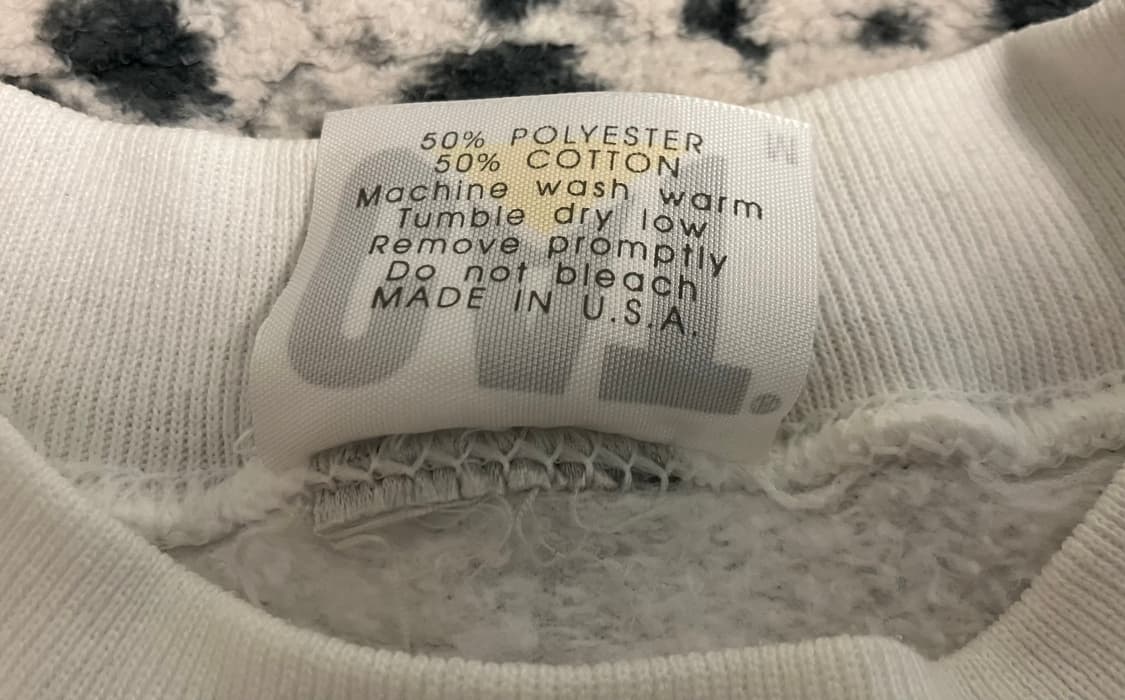 50% POLYESTER
50% COTTON
Machine wash warm
Tumble dry low
Remove promptly
Do not bleach
MADE IN U.S.A.